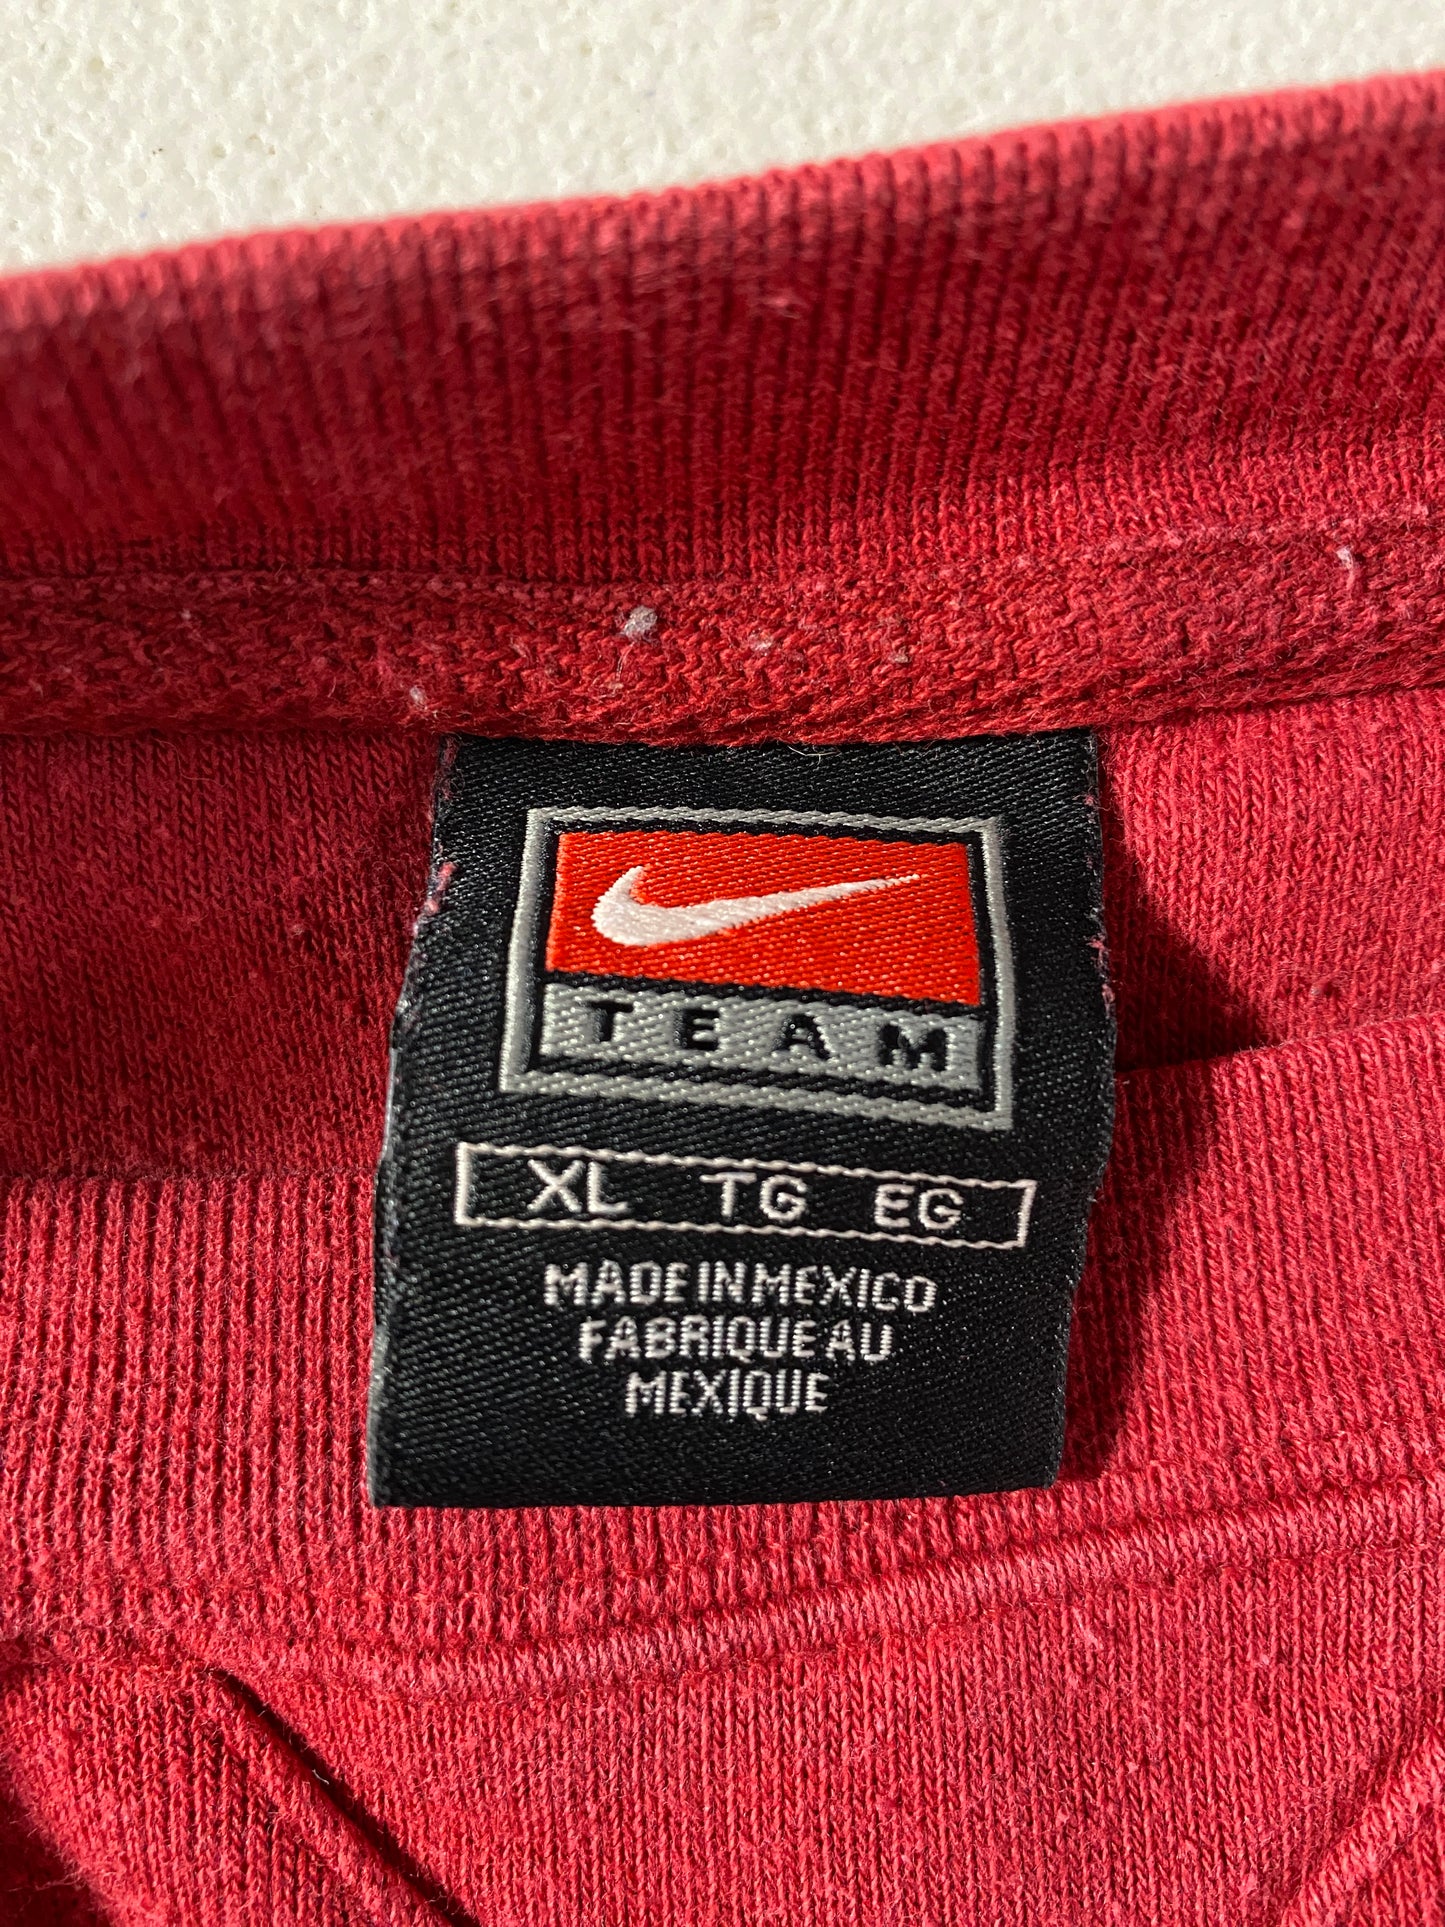 TEAM
XL TG EG
MADE IN MEXICO
FABRIQUE AU
MEXIQUE